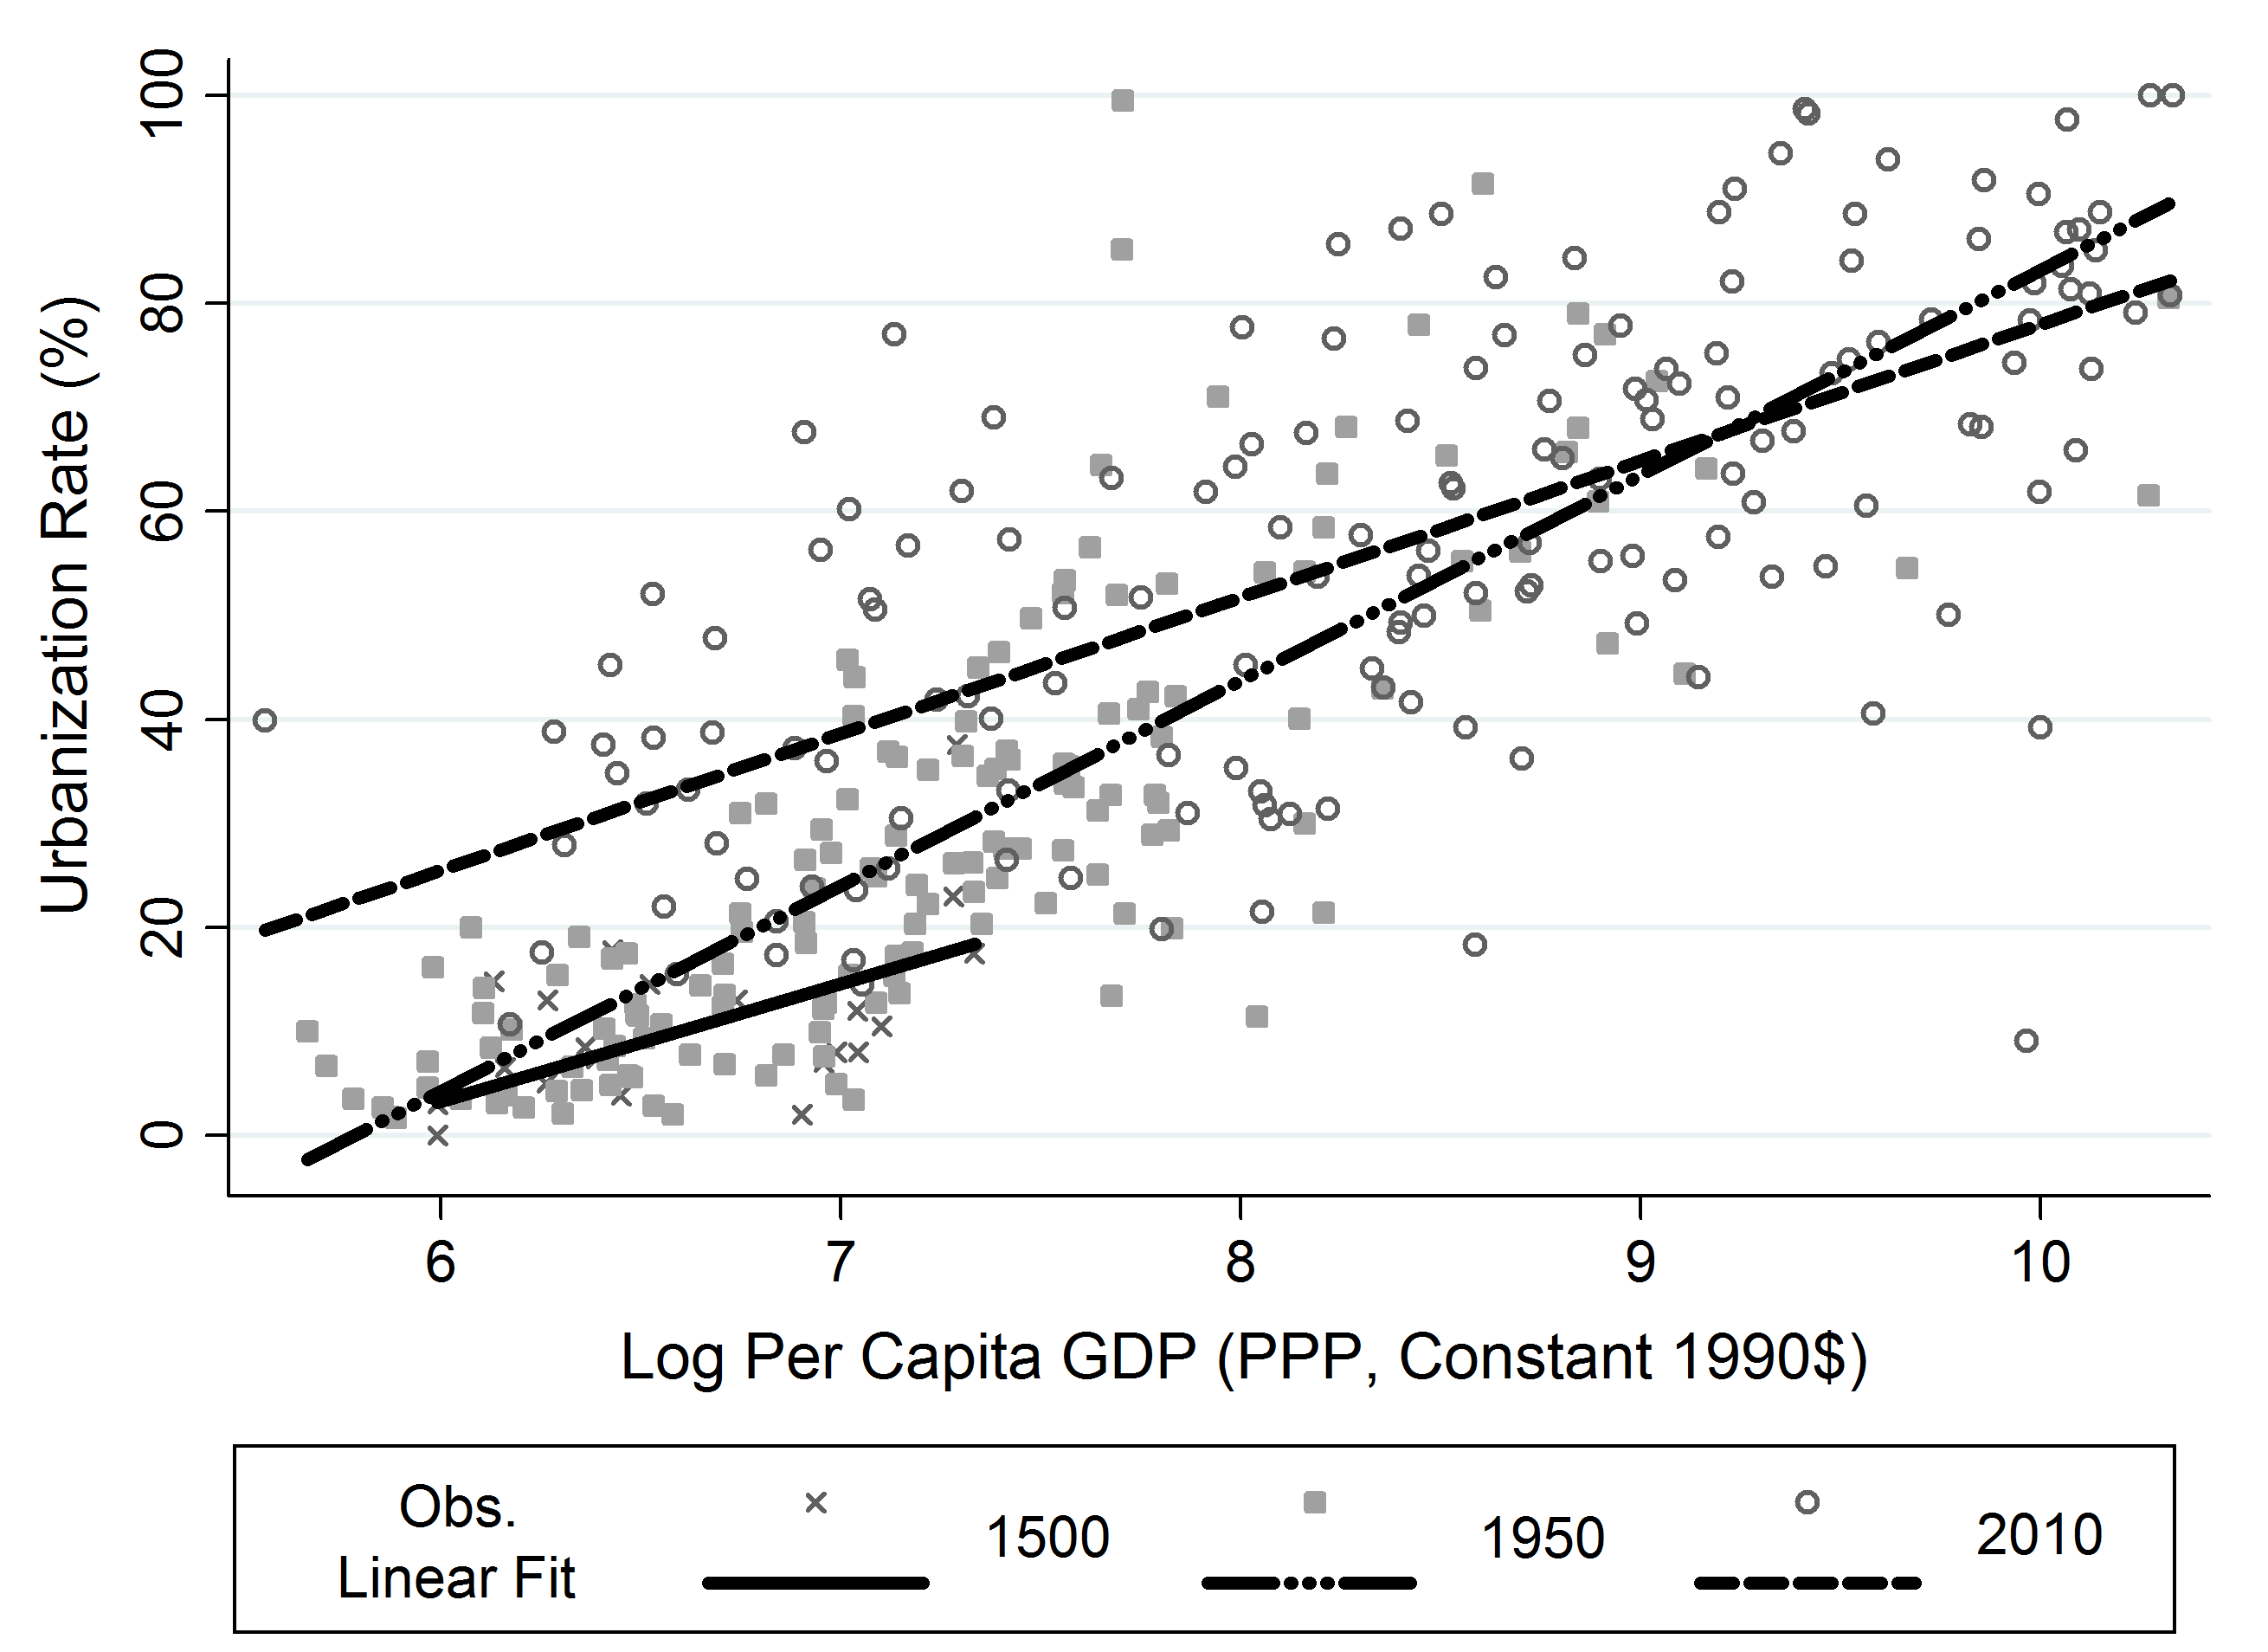 Urbanization Rate (%)
100
80
60
40
20
0
6 7 8 9 10
Log Per Capita GDP (PPP, Constant 1990$)
Obs. 1500 1950 2010
Linear Fit